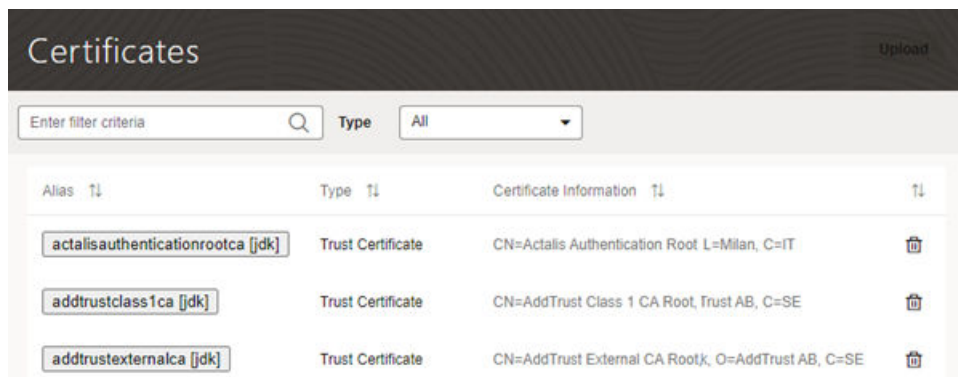 Certificates
Upload
Enter filter criteria
Type
All
Alias
Type
Certificate Information
actalisauthenticationrootca [jdk]
Trust Certificate
CN=Actalis Authentication Root L=Milan, C=IT
addtrustclass1ca [jdk]
Trust Certificate
CN=AddTrust Class 1 CA Root, Trust AB, C=SE
addtrustexternalca [jdk]
Trust Certificate
CN=AddTrust External CA Root,k, O=AddTrust AB, C=SE